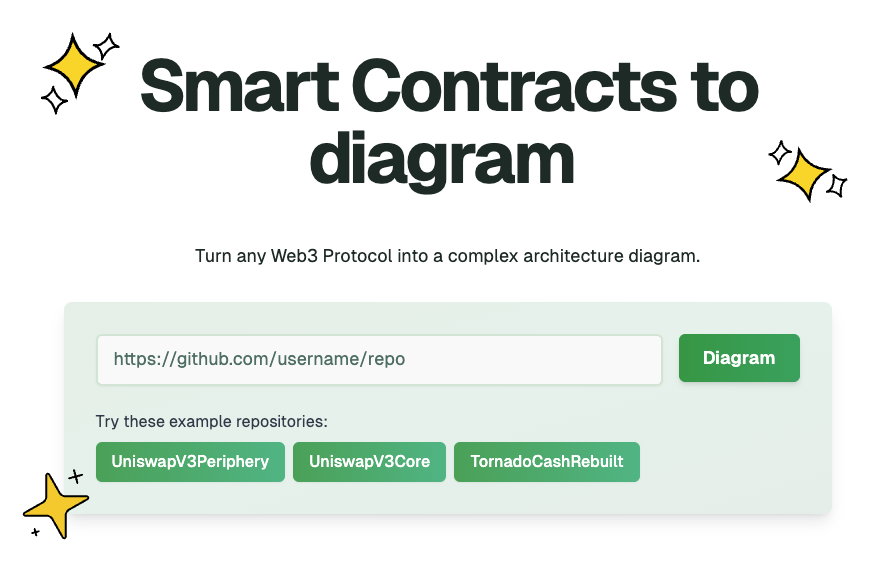 Smart Contracts to
diagram
Turn any Web3 Protocol into a complex architecture diagram.
https://github.com/username/repo
Diagram
Try these example repositories:
UniswapV3Periphery
UniswapV3Core
TornadoCashRebuilt